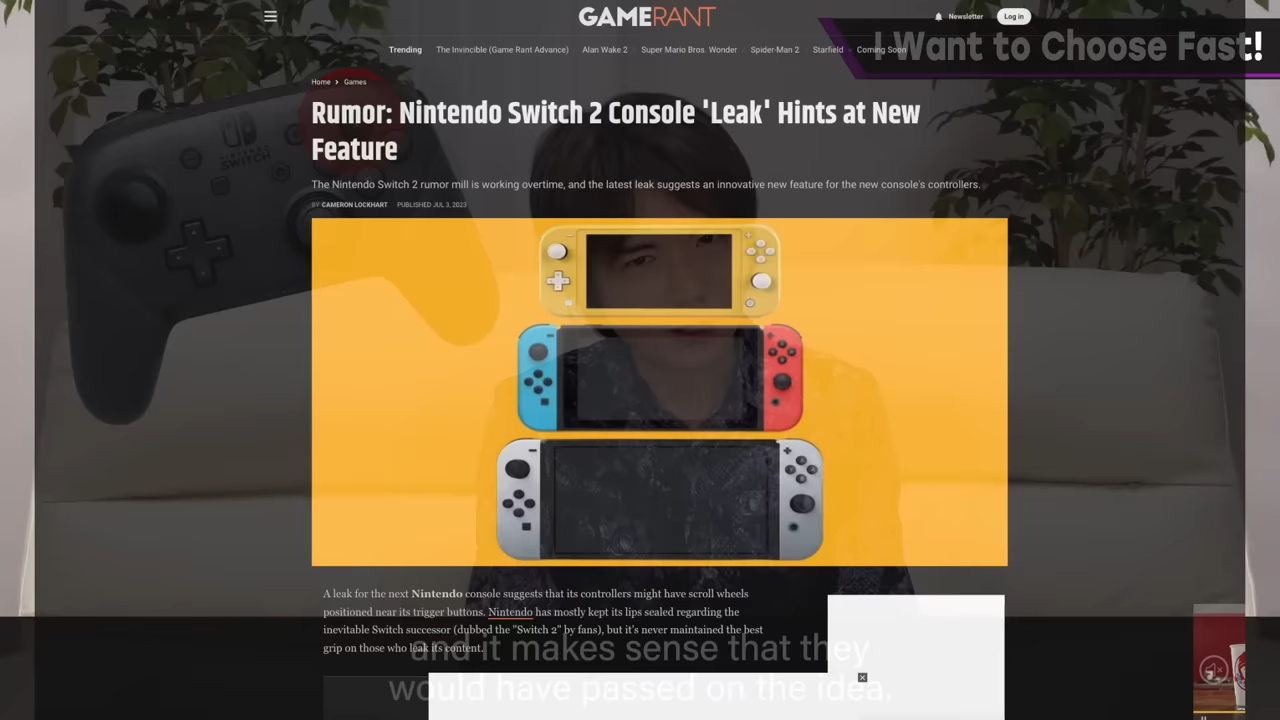 GAMERANT
Newsletter
Log in
I Want to Choose Fast!
Trending
The Invincible (Game Rant Advance)
Alan Wake 2
Super Mario Bros. Wonder
Spider-Man 2
Starfield
Coming Soon
Home > Games
Rumor: Nintendo Switch 2 Console 'Leak' Hints at New
Feature
The Nintendo Switch 2 rumor mill is working overtime, and the latest leak suggests an innovative new feature for the new console's controllers.
BY CAMERON LOCKHART PUBLISHED JUL 3, 2023
NINTENDO
SWITCH
A leak for the next Nintendo console suggests that its controllers might have scroll wheels
positioned near its trigger buttons. Nintendo has mostly kept its lips sealed regarding the
inevitable Switch successor (dubbed the "Switch 2" by fans), but it's never maintained the best
grip on those who leak its content.
and it makes sense that they
would have passed on the idea.